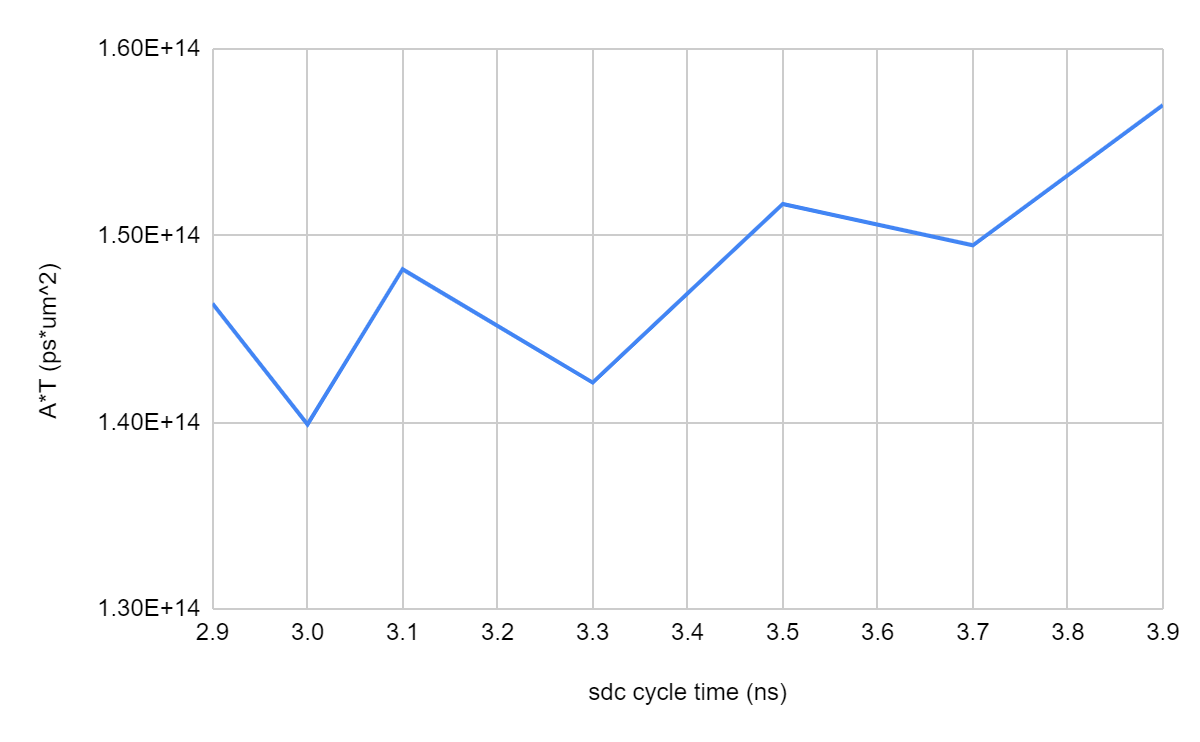 1.60E+14
1.50E+14
1.40E+14
1.30E+14
A*T (ps*um^2)
2.9 3.0 3.1 3.2 3.3 3.4 3.5 3.6 3.7 3.8 3.9
sdc cycle time (ns)